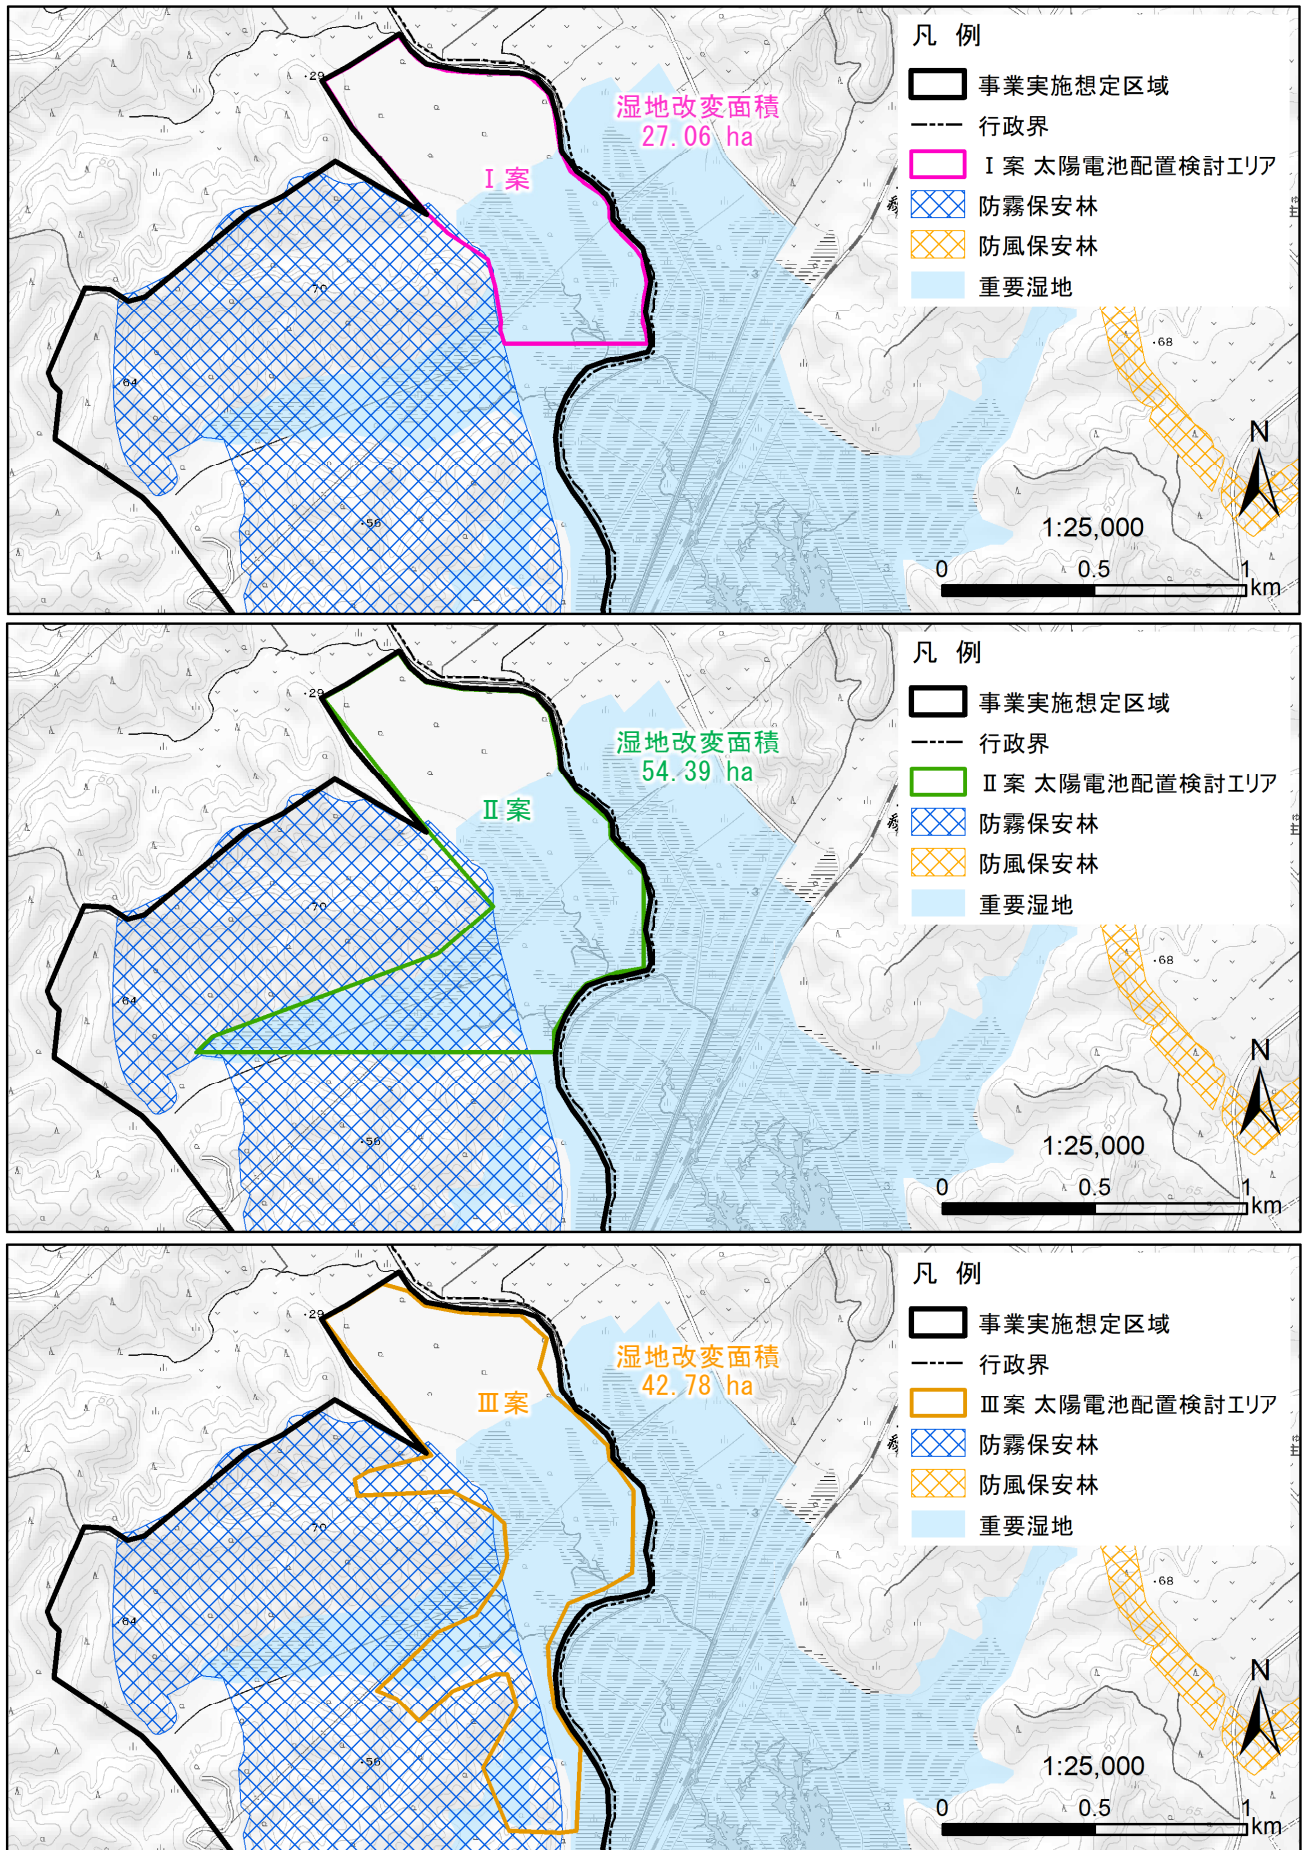 凡 例
事業実施想定区域
行政界
Ⅰ案 太陽電池配置検討エリア
防霧保安林
防風保安林
重要湿地
湿地改変面積
27.06 ha
Ⅰ案
・29
・70
・64
・56
・68
3
N
1:25,000
0 0.5 1
km
凡 例
事業実施想定区域
行政界
Ⅱ案 太陽電池配置検討エリア
防霧保安林
防風保安林
重要湿地
湿地改変面積
54.39 ha
Ⅱ案
・29
・70
・64
・56
・68
3
N
1:25,000
0 0.5 1
km
凡 例
事業実施想定区域
行政界
Ⅲ案 太陽電池配置検討エリア
防霧保安林
防風保安林
重要湿地
湿地改変面積
42.78 ha
Ⅲ案
・29
・70
・64
・56
・68
3
N
1:25,000
0 0.5 1
km